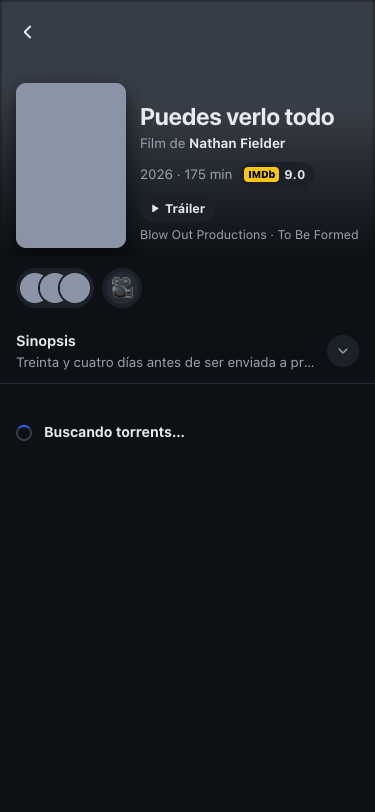 Puedes verlo todo
Film de Nathan Fielder
2026 · 175 min IMDb 9.0
Tráiler
Blow Out Productions · To Be Formed
Sinopsis
Treinta y cuatro días antes de ser enviada a pr...
Buscando torrents...